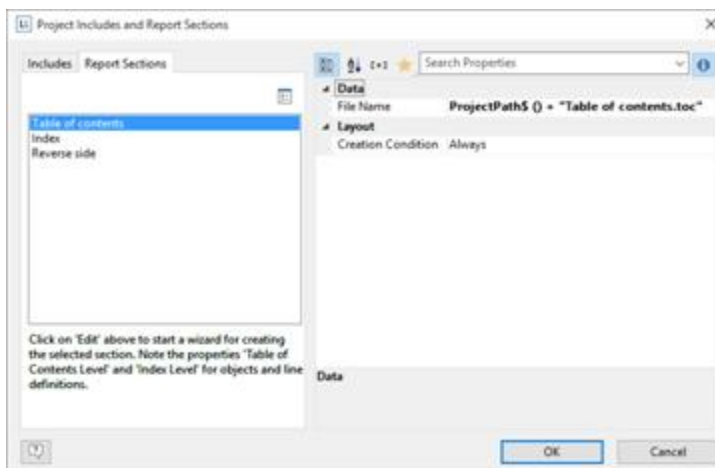 Project Includes and Report Sections
Includes Report Sections
Search Properties
Data
File Name ProjectPath$ () + "Table of contents.toc"
Layout
Creation Condition Always
Table of contents
Index
Reverse side
Click on 'Edit' above to start a wizard for creating
the selected section. Note the properties 'Table of
Contents Level' and 'Index Level' for objects and line
definitions.
Data
OK Cancel